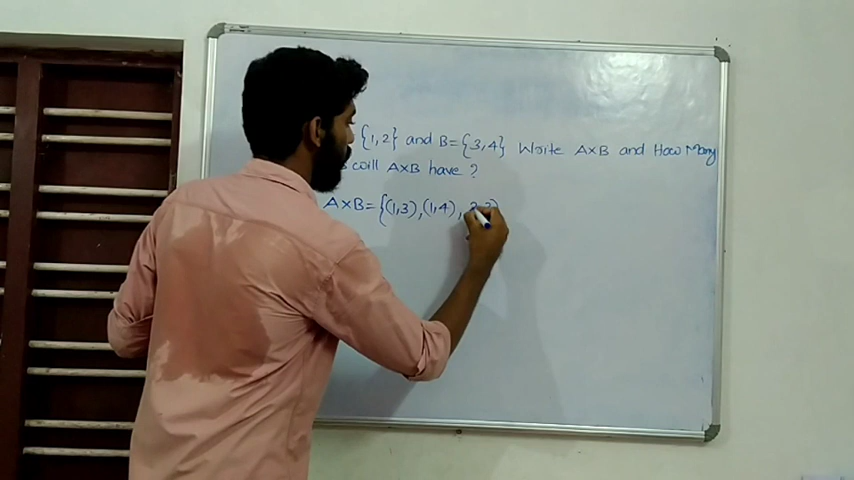 {1,2} and B={3,4} Write A×B and How Many
will A×B have ?
A×B={(1,3),(1,4),